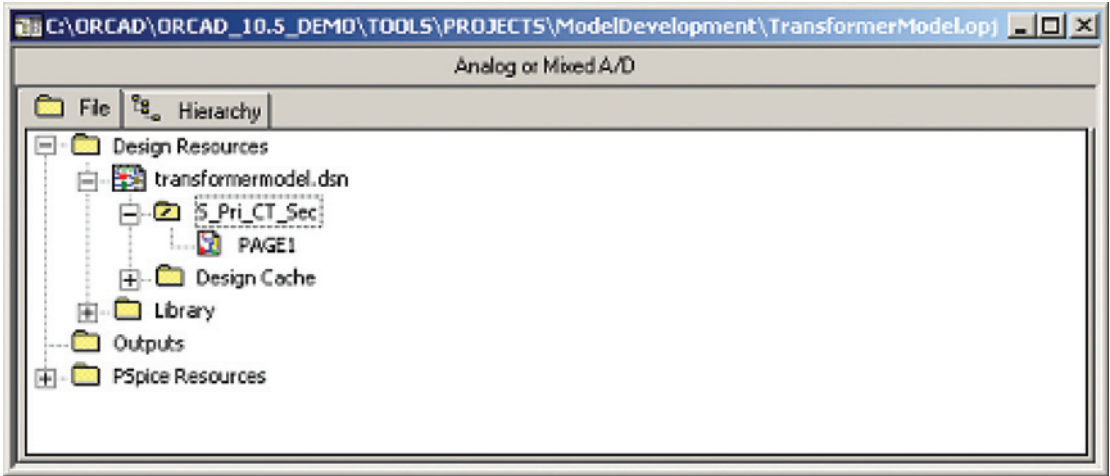 C:\ORCAD\ORCAD_10.5_DEMO\TOOLS\PROJECTS\ModelDevelopment\TransformerModel.opj
Analog or Mixed A/D
File Hierarchy
Design Resources
transformermodel.dsn
S_Pri_CT_Sec
PAGE1
Design Cache
Library
Outputs
PSpice Resources